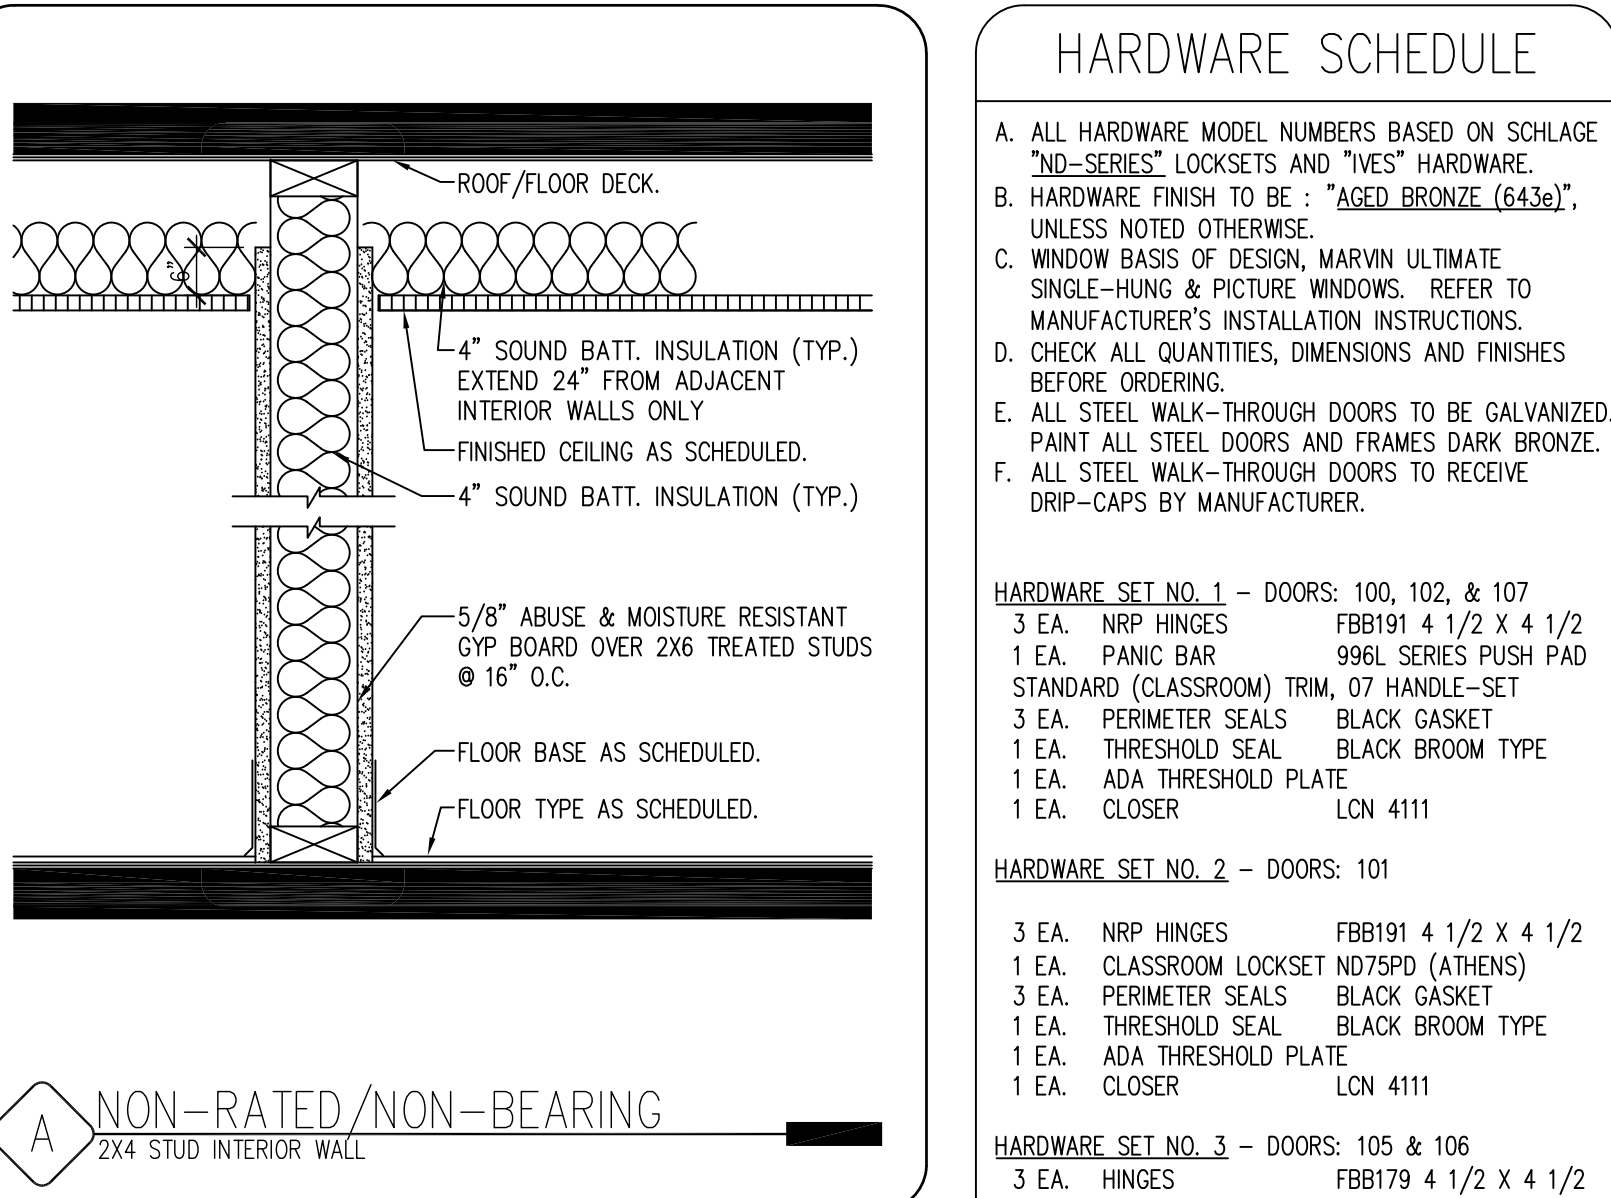 ROOF/FLOOR DECK.
6"
4" SOUND BATT. INSULATION (TYP.)
EXTEND 24" FROM ADJACENT
INTERIOR WALLS ONLY
FINISHED CEILING AS SCHEDULED.
4" SOUND BATT. INSULATION (TYP.)
5/8" ABUSE & MOISTURE RESISTANT
GYP BOARD OVER 2X6 TREATED STUDS
@ 16" O.C.
FLOOR BASE AS SCHEDULED.
FLOOR TYPE AS SCHEDULED.
A
NON-RATED/NON-BEARING
2X4 STUD INTERIOR WALL
HARDWARE SCHEDULE
A. ALL HARDWARE MODEL NUMBERS BASED ON SCHLAGE
"ND-SERIES" LOCKSETS AND "IVES" HARDWARE.
B. HARDWARE FINISH TO BE : "AGED BRONZE (643e)",
UNLESS NOTED OTHERWISE.
C. WINDOW BASIS OF DESIGN, MARVIN ULTIMATE
SINGLE-HUNG & PICTURE WINDOWS. REFER TO
MANUFACTURER'S INSTALLATION INSTRUCTIONS.
D. CHECK ALL QUANTITIES, DIMENSIONS AND FINISHES
BEFORE ORDERING.
E. ALL STEEL WALK-THROUGH DOORS TO BE GALVANIZED.
PAINT ALL STEEL DOORS AND FRAMES DARK BRONZE.
F. ALL STEEL WALK-THROUGH DOORS TO RECEIVE
DRIP-CAPS BY MANUFACTURER.
HARDWARE SET NO. 1 - DOORS: 100, 102, & 107
3 EA. NRP HINGES FBB191 4 1/2 X 4 1/2
1 EA. PANIC BAR 996L SERIES PUSH PAD
STANDARD (CLASSROOM) TRIM, 07 HANDLE-SET
3 EA. PERIMETER SEALS BLACK GASKET
1 EA. THRESHOLD SEAL BLACK BROOM TYPE
1 EA. ADA THRESHOLD PLATE
1 EA. CLOSER LCN 4111
HARDWARE SET NO. 2 - DOORS: 101
3 EA. NRP HINGES FBB191 4 1/2 X 4 1/2
1 EA. CLASSROOM LOCKSET ND75PD (ATHENS)
3 EA. PERIMETER SEALS BLACK GASKET
1 EA. THRESHOLD SEAL BLACK BROOM TYPE
1 EA. ADA THRESHOLD PLATE
1 EA. CLOSER LCN 4111
HARDWARE SET NO. 3 - DOORS: 105 & 106
3 EA. HINGES FBB179 4 1/2 X 4 1/2